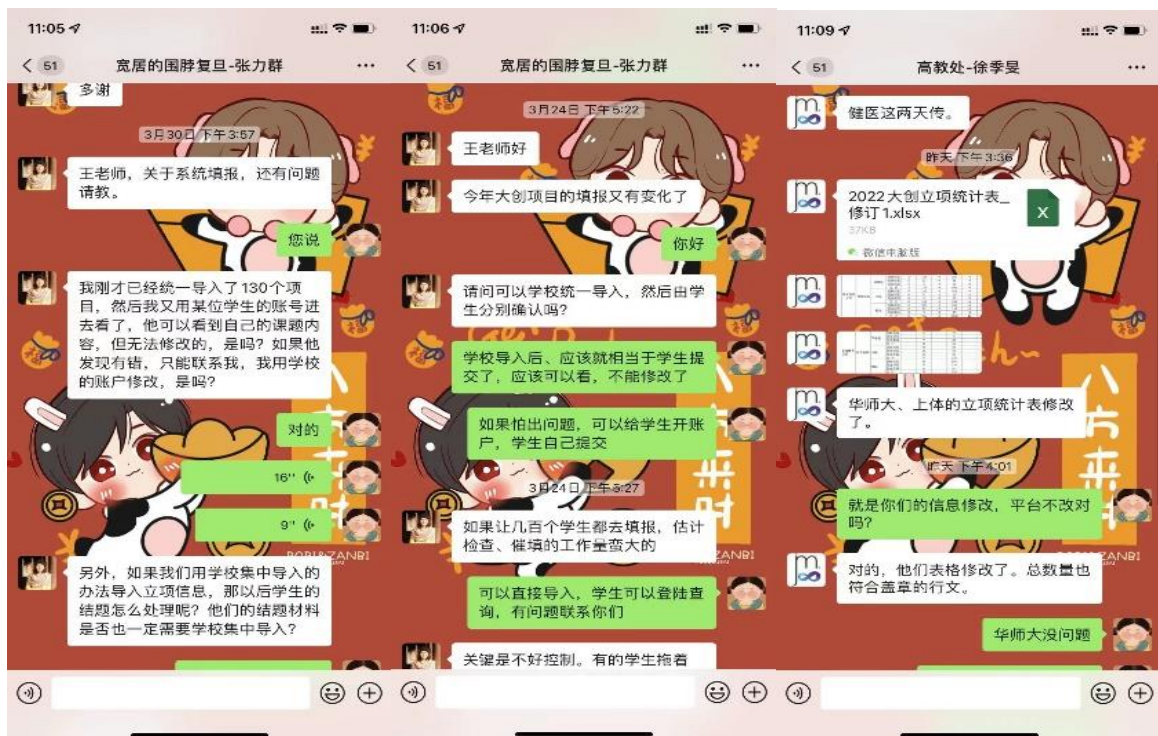 11:05
51
宽居的围脖复旦-张力群
多谢
3月30日 下午3:57
王老师，关于系统填报，还有问题
请教。
您说
我刚才已经统一导入了130个项
目，然后我又用某位学生的账号进
去看了，他可以看到自己的课题内
容，但无法修改的，是吗？如果他
发现有错，只能联系我，我用学校
的账户修改，是吗？
对的
16"
9"
另外，如果我们用学校集中导入的
办法导入立项信息，那以后学生的
结题怎么处理呢？他们的结题材料
是否也一定需要学校集中导入？
11:06
51
宽居的围脖复旦-张力群
3月24日 下午5:22
王老师好
今年大创项目的填报又有变化了
你好
请问可以学校统一导入，然后由学
生分别确认吗？
学校导入后、应该就相当于学生提
交了，应该可以看，不能修改了
如果怕出问题，可以给学生开账
户，学生自己提交
3月24日 下午5:27
如果让几百个学生都去填报，估计
检查、催填的工作量蛮大的
可以直接导入，学生可以登陆查
询，有问题联系你们
关键是不好控制。有的学生拖着
11:09
51
高教处-徐季旻
健医这两天传。
昨天 下午3:36
2022大创立项统计表_
修订1.xlsx
37KB
微信电脑版
华师大、上体的立项统计表修改
了。
昨天 下午4:01
就是你们的信息修改，平台不改对
吗？
对的，他们表格修改了。总数量也
符合盖章的行文。
华师大没问题